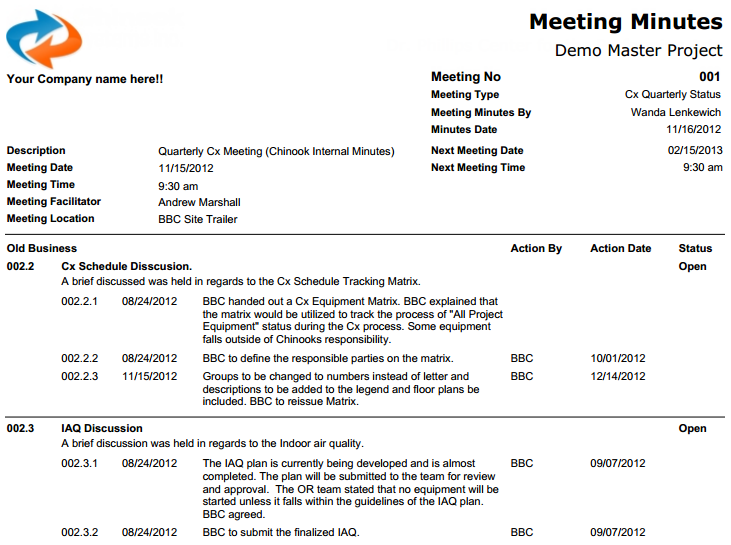 Meeting Minutes
Demo Master Project
Your Company name here!!
Meeting No 001
Meeting Type Cx Quarterly Status
Meeting Minutes By Wanda Lenkewich
Minutes Date 11/16/2012
Description Quarterly Cx Meeting (Chinook Internal Minutes) Next Meeting Date 02/15/2013
Meeting Date 11/15/2012 Next Meeting Time 9:30 am
Meeting Time 9:30 am
Meeting Facilitator Andrew Marshall
Meeting Location BBC Site Trailer
Old Business Action By Action Date Status
002.2 Cx Schedule Disscusion. Open
A brief discussed was held in regards to the Cx Schedule Tracking Matrix.
002.2.1 08/24/2012 BBC handed out a Cx Equipment Matrix. BBC explained that
the matrix would be utilized to track the process of "All Project
Equipment" status during the Cx process. Some equipment
falls outside of Chinooks responsibility.
002.2.2 08/24/2012 BBC to define the responsible parties on the matrix. BBC 10/01/2012
002.2.3 11/15/2012 Groups to be changed to numbers instead of letter and BBC 12/14/2012
descriptions to be added to the legend and floor plans be
included. BBC to reissue Matrix.
002.3 IAQ Discussion Open
A brief discussion was held in regards to the Indoor air quality.
002.3.1 08/24/2012 The IAQ plan is currently being developed and is almost BBC 09/07/2012
completed. The plan will be submitted to the team for review
and approval. The OR team stated that no equipment will be
started unless it falls within the guidelines of the IAQ plan.
BBC agreed.
002.3.2 08/24/2012 BBC to submit the finalized IAQ. BBC 09/07/2012